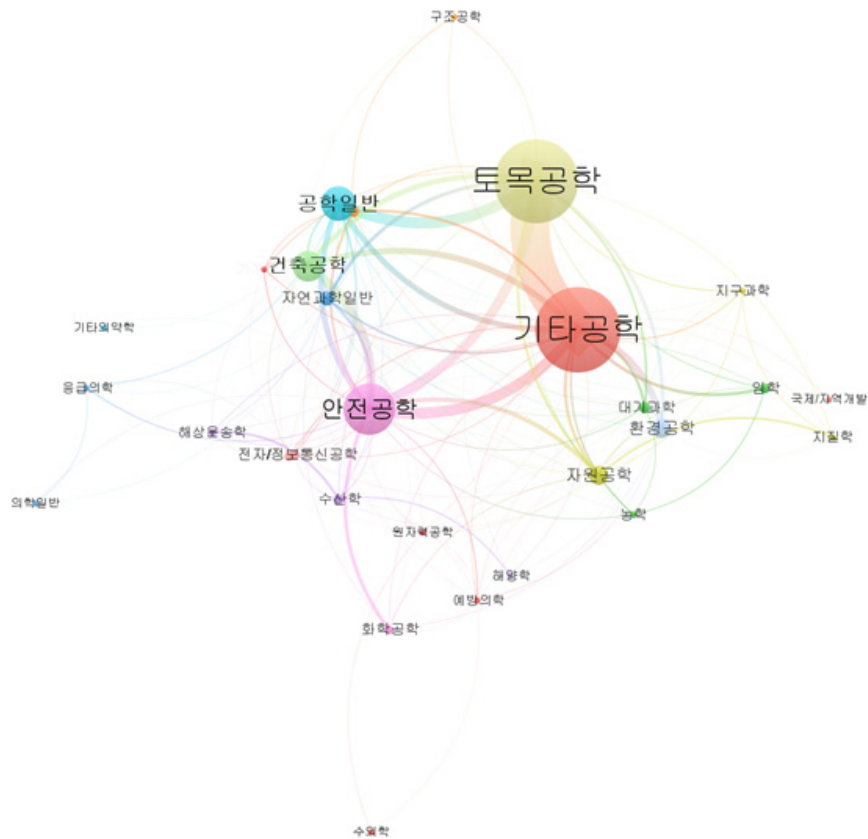 구조공학
토목공학
공학일반
건축공학
자연과학일반
지구과학
기타의약학
기타공학
응급의학
임학
국제/지역개발
안전공학
대기과학
환경공학
해상운송학
지질학
전자/정보통신공학
자원공학
수산학
의학일반
농학
원자력공학
해양학
예방의학
화학공학
수의학